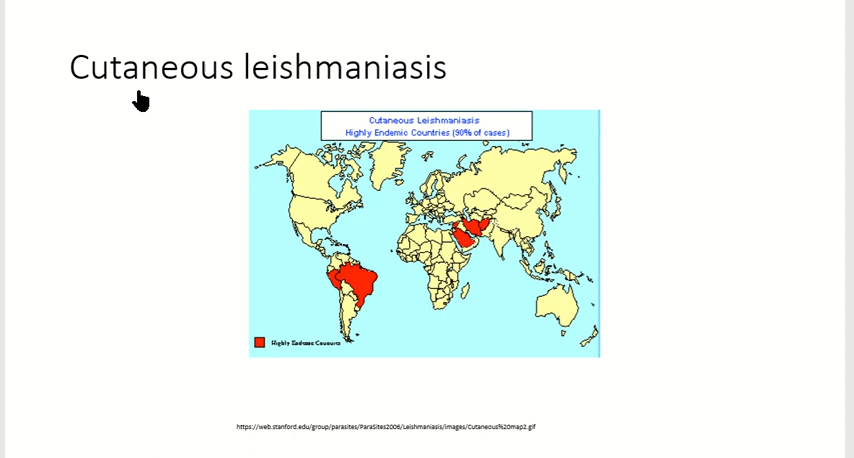 Cutaneous leishmaniasis
Cutaneous Leishmaniasis
Highly Endemic Countries (90% of cases)
Highly Endemic Countries
https://web.stanford.edu/group/parasites/ParaSites2006/Leishmaniasis/images/Cutaneous%20map2.gif